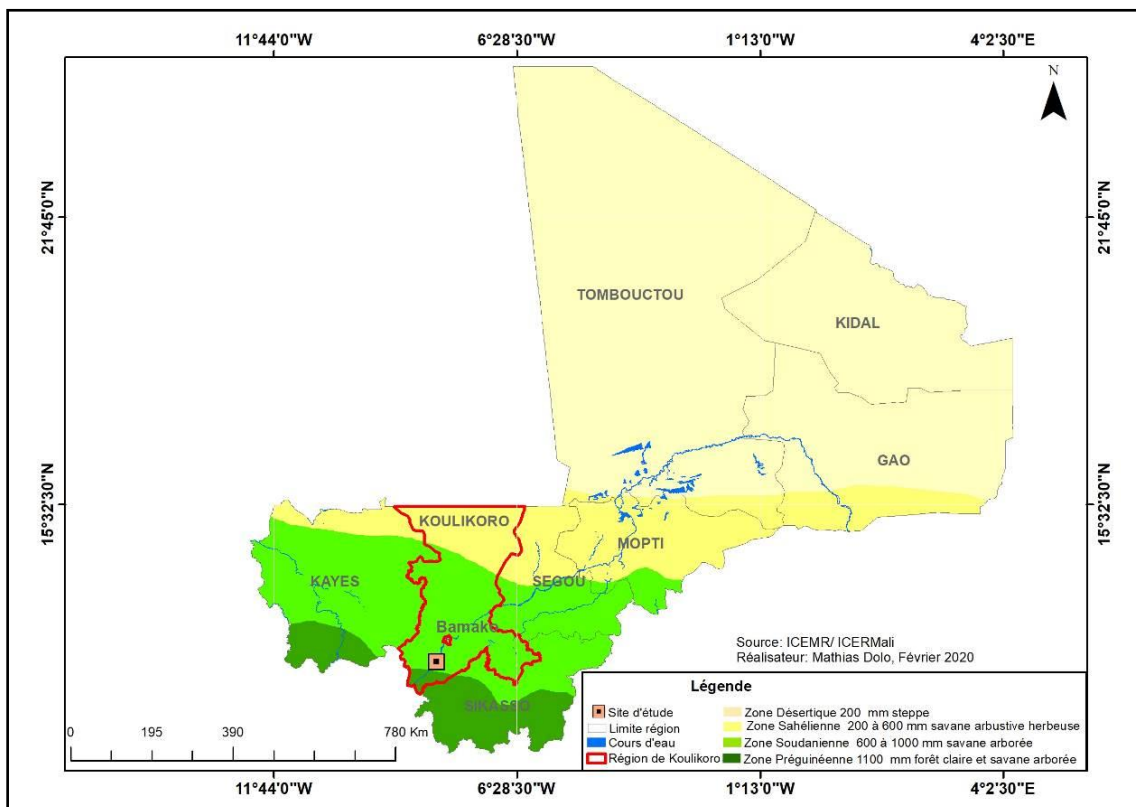 11°44'0"W 6°28'30"W 1°13'0"W 4°2'30"E
N
21°45'0"N 21°45'0"N
TOMBOUCTOU
KIDAL
GAO
15°32'30"N 15°32'30"N
KOULIKORO
MOPTI
KAYES
SEGOU
Bamako
SIKASSO
Source: ICEMR/ ICERMali
Réalisateur: Mathias Dolo, Février 2020
Légende
Site d'étude
Limite région
Cours d'eau
Région de Koulikoro
Zone Désertique 200 mm steppe
Zone Sahélienne 200 à 600 mm savane arbustive herbeuse
Zone Soudanienne 600 à 1000 mm savane arborée
Zone Préguinéenne 1100 mm forêt claire et savane arborée
0 195 390 780 Km
11°44'0"W 6°28'30"W 1°13'0"W 4°2'30"E